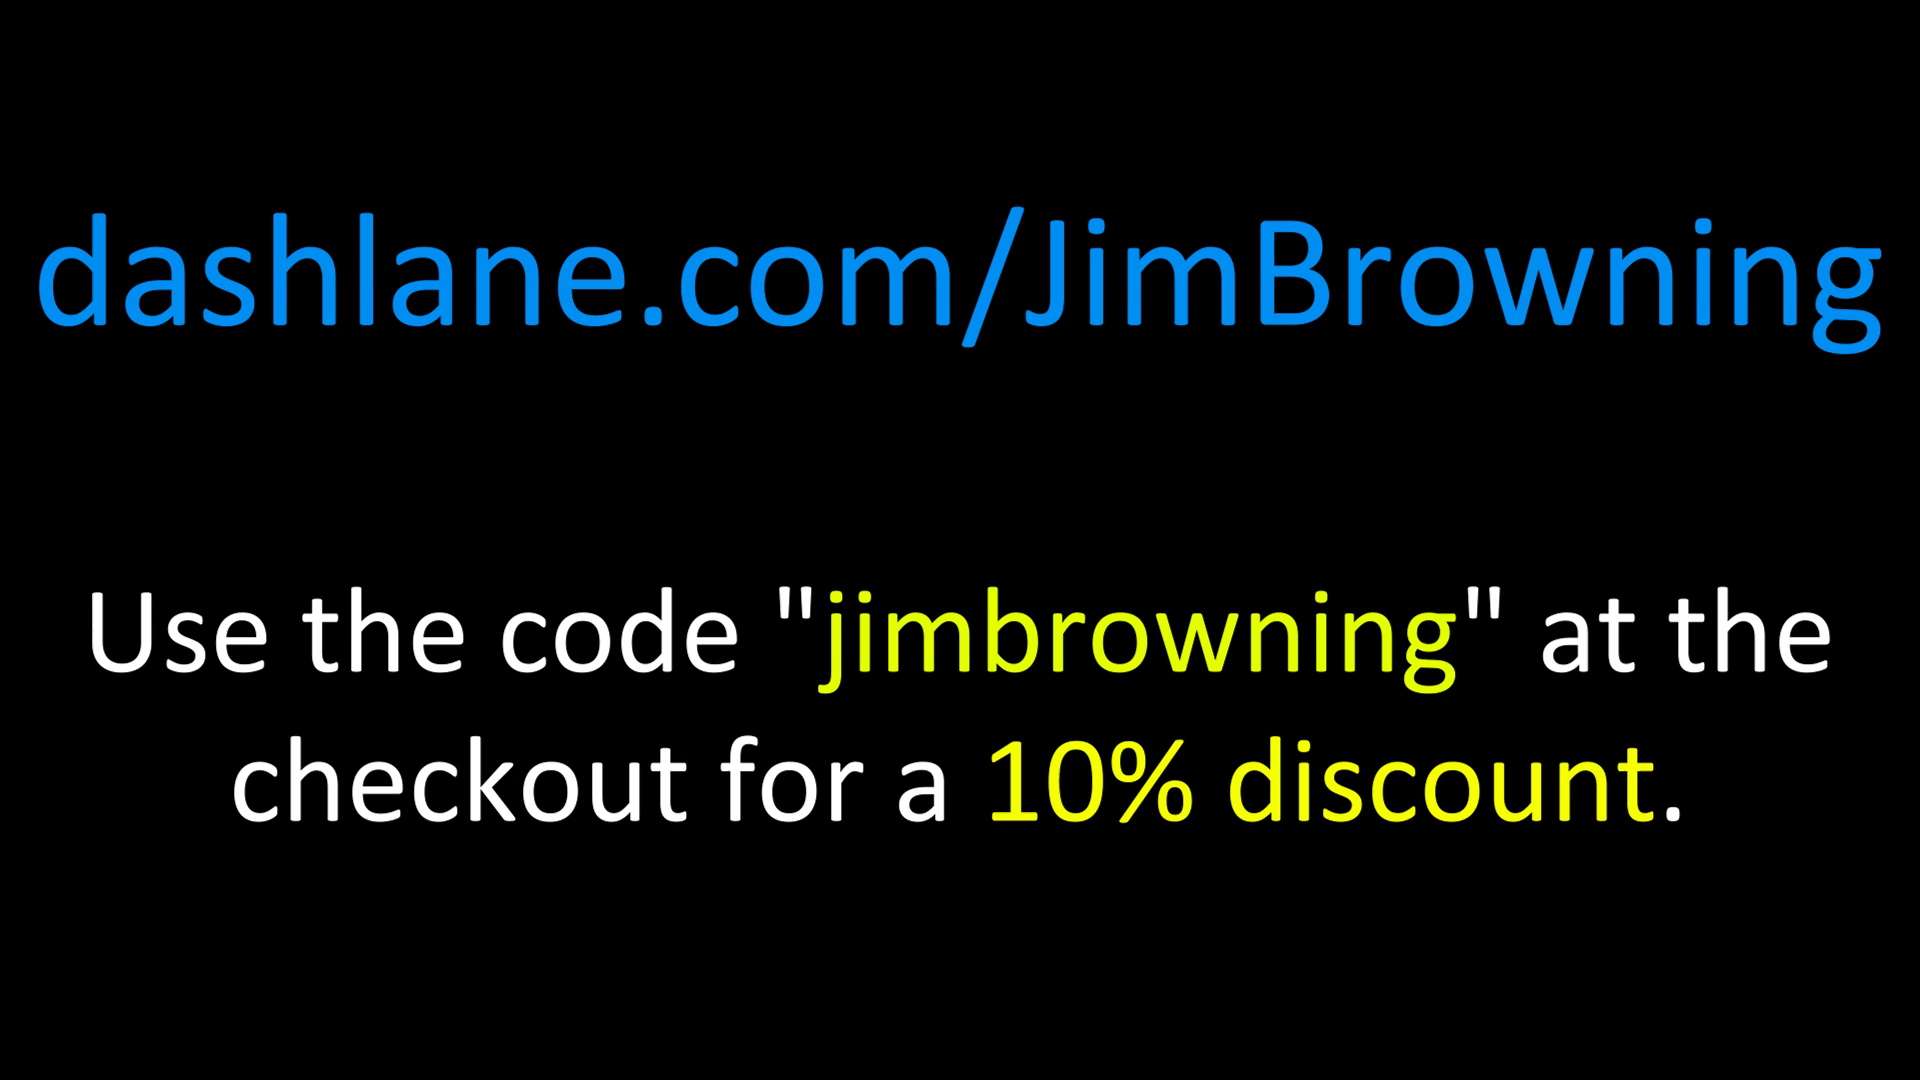 dashlane.com/JimBrowning
Use the code "jimbrowning" at the
checkout for a 10% discount.